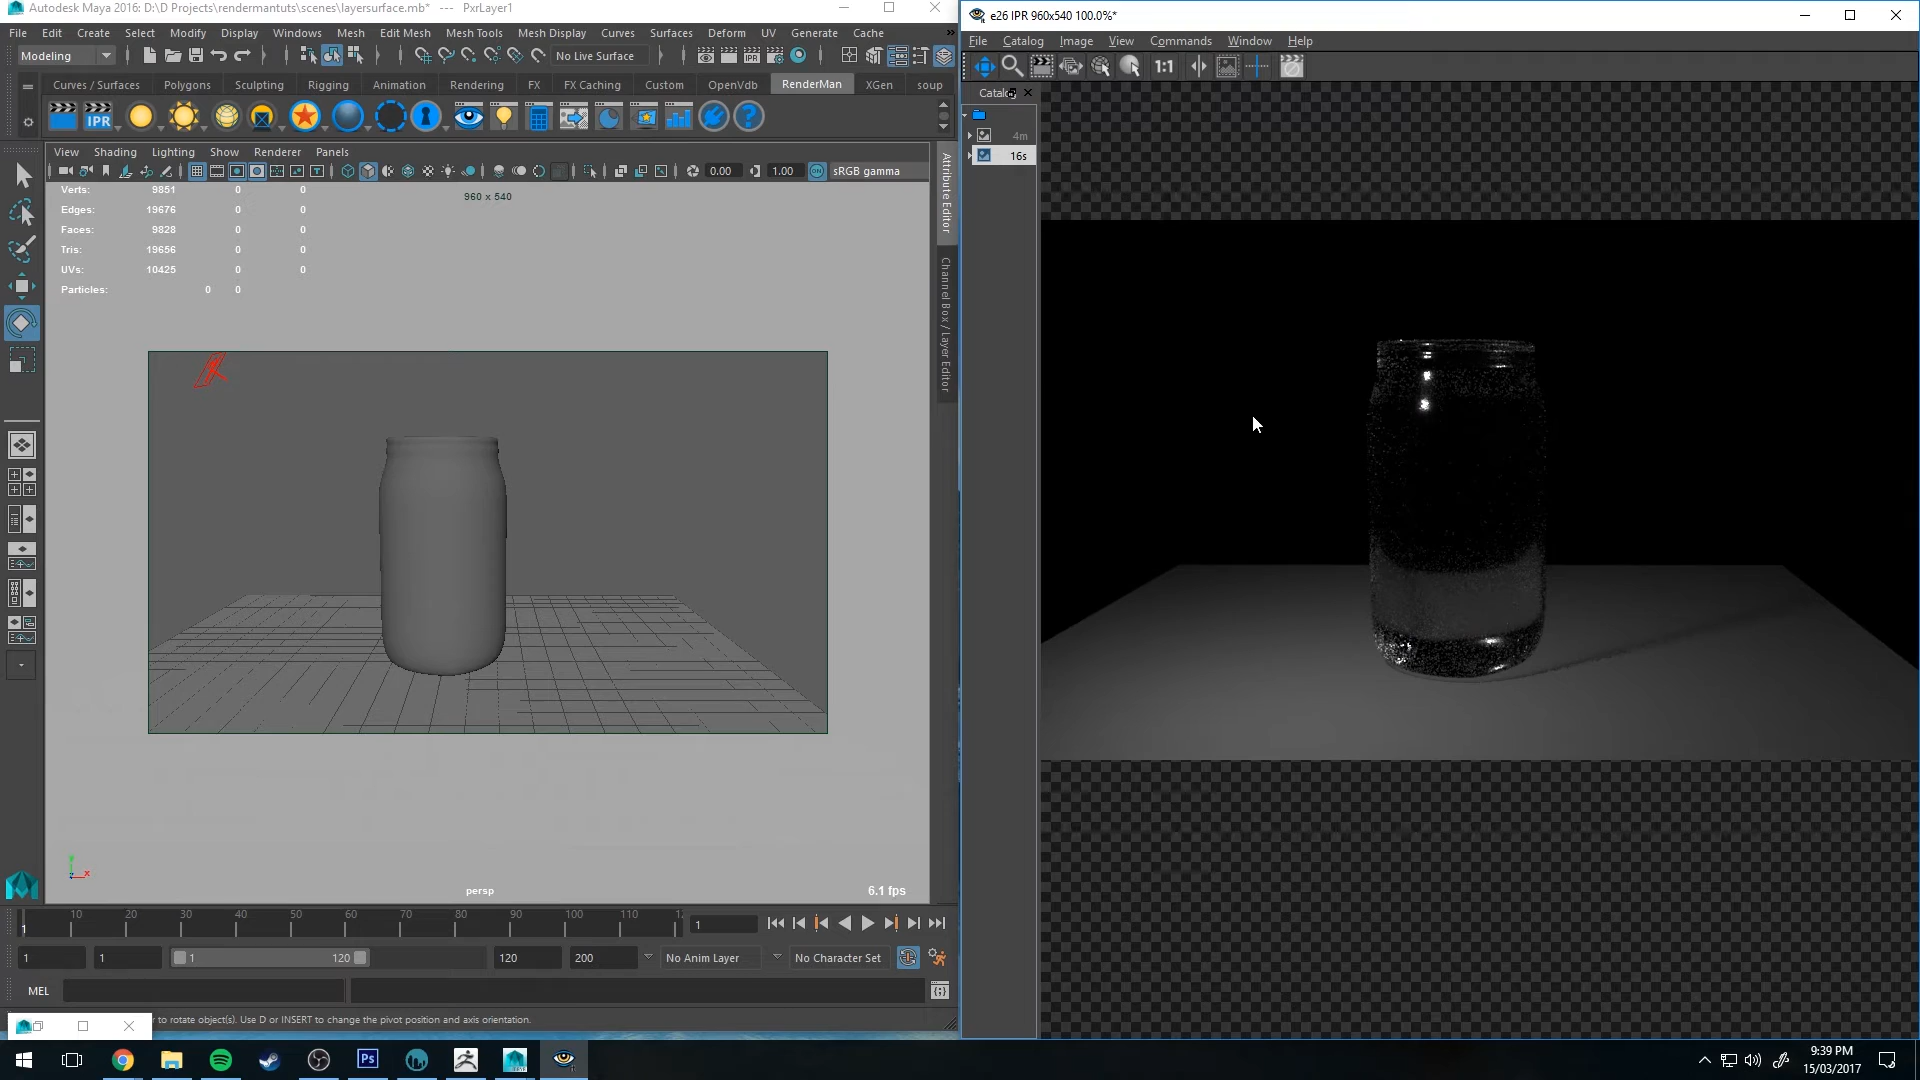 Autodesk Maya 2016: D:\D Projects\rendermantuts\scenes\layersurface.mb* --- PxrLayer1
File Edit Create Select Modify Display Windows Mesh Edit Mesh Mesh Tools Mesh Display Curves Surfaces Deform UV Generate Cache »
Modeling No Live Surface
Curves / Surfaces Polygons Sculpting Rigging Animation Rendering FX FX Caching Custom OpenVdb RenderMan XGen soup
IPR
View Shading Lighting Show Renderer Panels
0.00 1.00 ON sRGB gamma
Verts: 9851 0 0
960 x 540
Edges: 19676 0 0
Faces: 9828 0 0
Tris: 19656 0 0
UVs: 10425 0 0
Particles: 0 0
Attribute Editor
Channel Box / Layer Editor
persp
6.1 fps
10 20 30 40 50 60 70 80 90 100 110
1
1
1 1 1 120 120 200 No Anim Layer No Character Set
MEL
r to rotate object(s). Use D or INSERT to change the pivot position and axis orientation.
e26 IPR 960x540 100.0%*
File Catalog Image View Commands Window Help
1:1
4m
16s
Ps
9:39 PM
15/03/2017